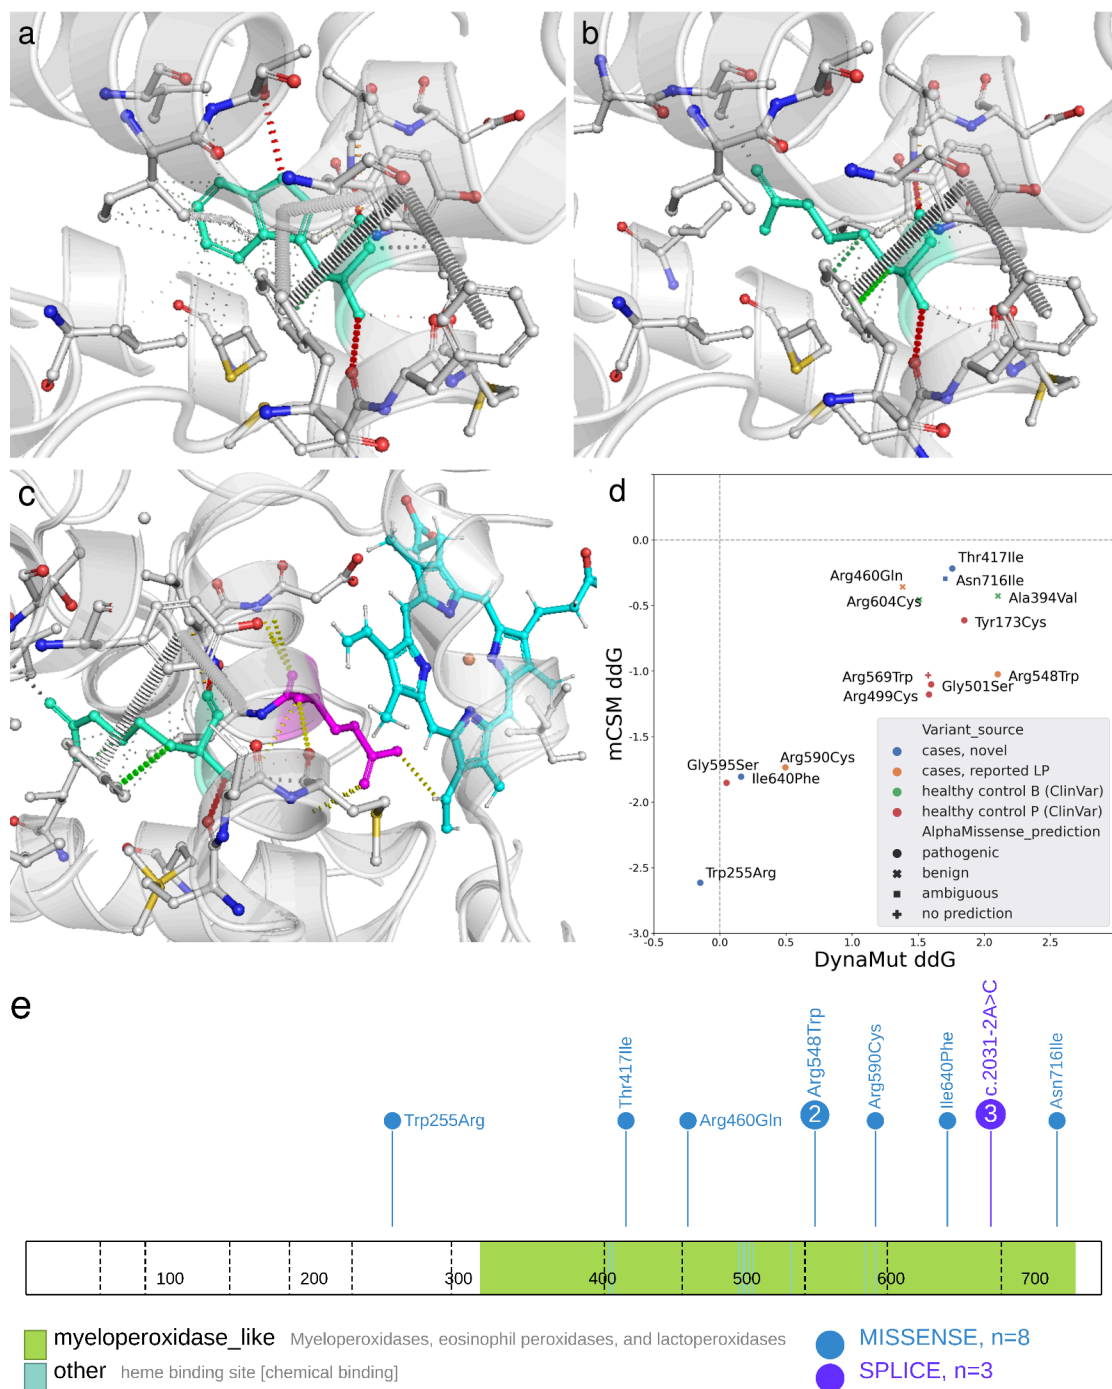 a
b
c
d
0.0
-0.5
-1.0
-1.5
-2.0
-2.5
-3.0
mCSM ddG
Thr417Ile
Arg460Gln
Asn716Ile
Arg604Cys
Ala394Val
Tyr173Cys
Arg569Trp
Arg548Trp
Gly501Ser
Arg499Cys
Arg590Cys
Gly595Ser
Ile640Phe
Trp255Arg
Variant_source
cases, novel
cases, reported LP
healthy control B (ClinVar)
healthy control P (ClinVar)
AlphaMissense_prediction
pathogenic
benign
ambiguous
no prediction
-0.5 0.0 0.5 1.0 1.5 2.0 2.5
DynaMut ddG
e
Trp255Arg
Thr417Ile
Arg460Gln
2 Arg548Trp
Arg590Cys
Ile640Phe
3 c.2031-2A>C
Asn716Ile
100 200 300 400 500 600 700
myeloperoxidase_like Myeloperoxidases, eosinophil peroxidases, and lactoperoxidases
other heme binding site [chemical binding]
MISSENSE, n=8
SPLICE, n=3